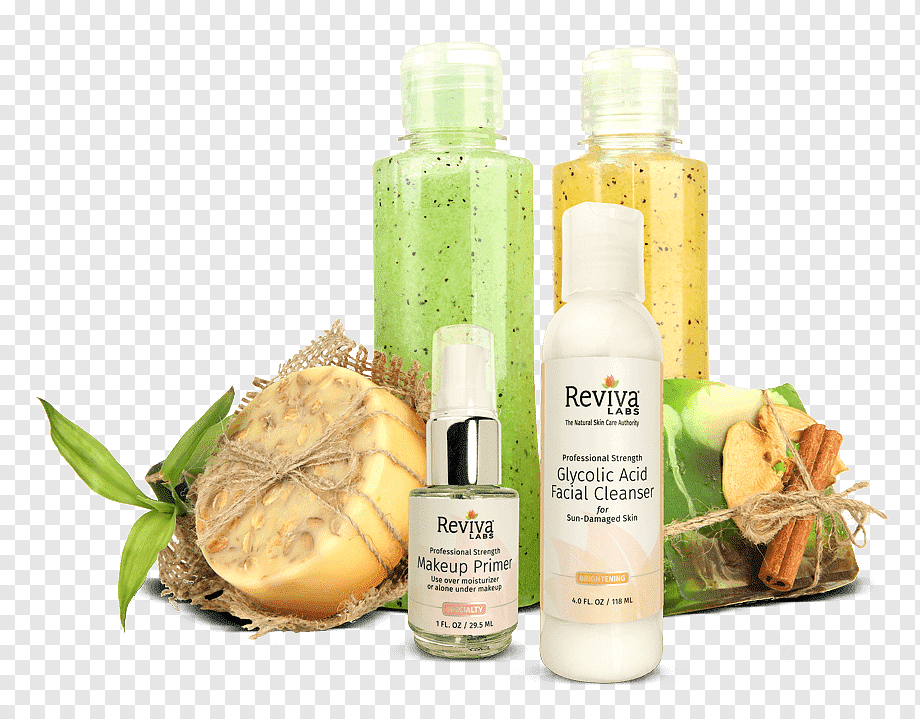 Reviva
LABS
The Natural Skin Care Authority
Professional Strength
Glycolic Acid
Facial Cleanser
for
Sun-Damaged Skin
BRIGHTENING
4.0 FL. OZ / 118 ML
Reviva
LABS
Professional Strength
Makeup Primer
Use over moisturizer
or alone under makeup
SPECIALTY
1 FL. OZ / 29.5 ML